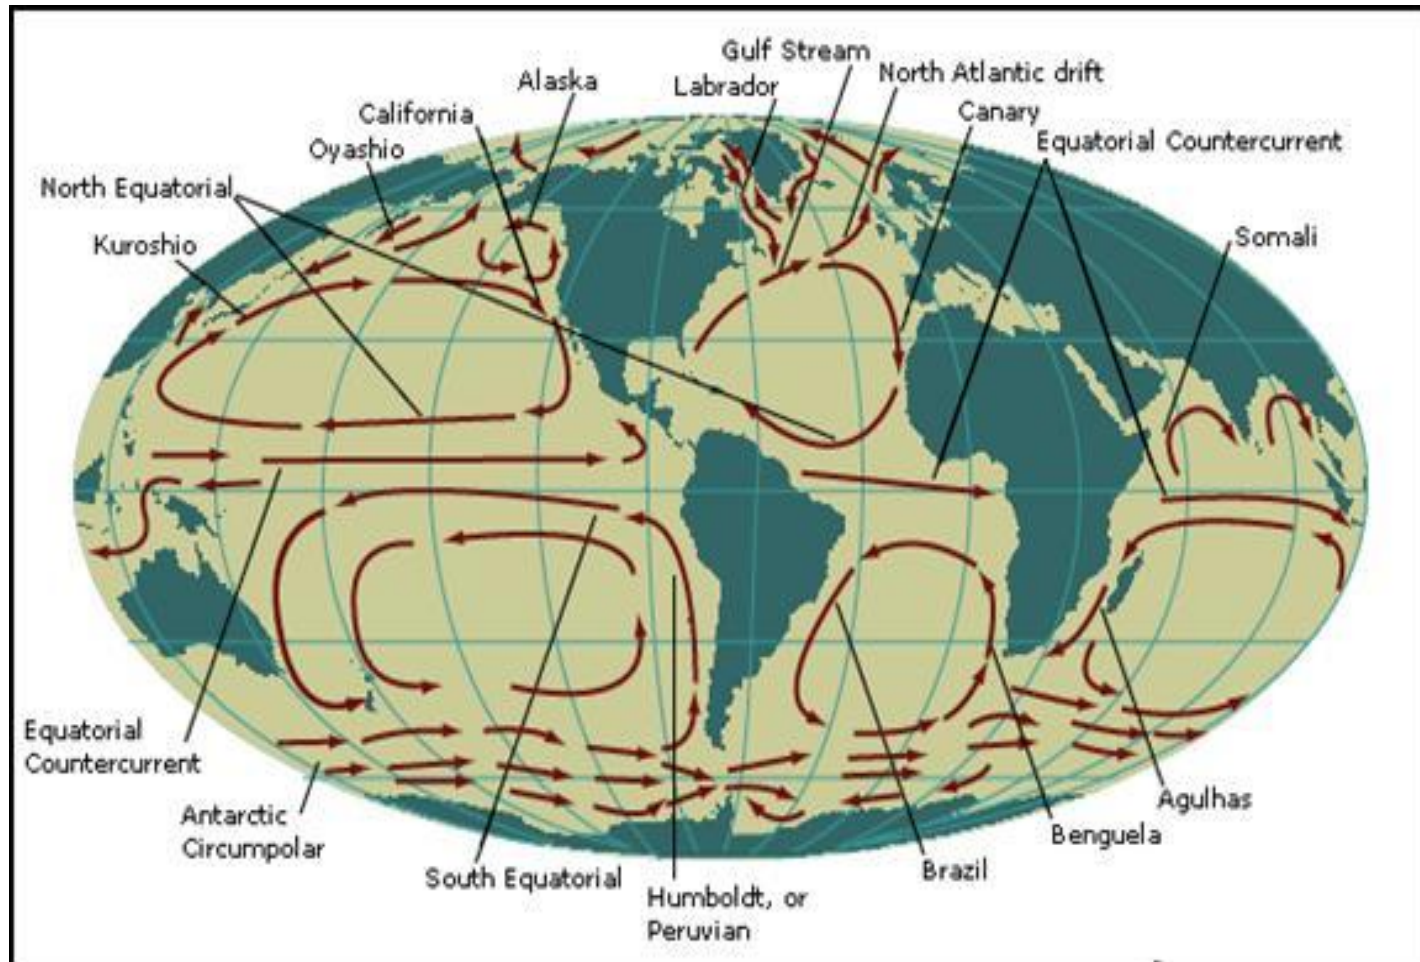 Gulf Stream
North Atlantic drift
Alaska
Labrador
California
Canary
Oyashio
Equatorial Countercurrent
North Equatorial
Kuroshio
Somali
Equatorial
Countercurrent
Antarctic
Circumpolar
South Equatorial
Humboldt, or
Peruvian
Brazil
Benguela
Agulhas